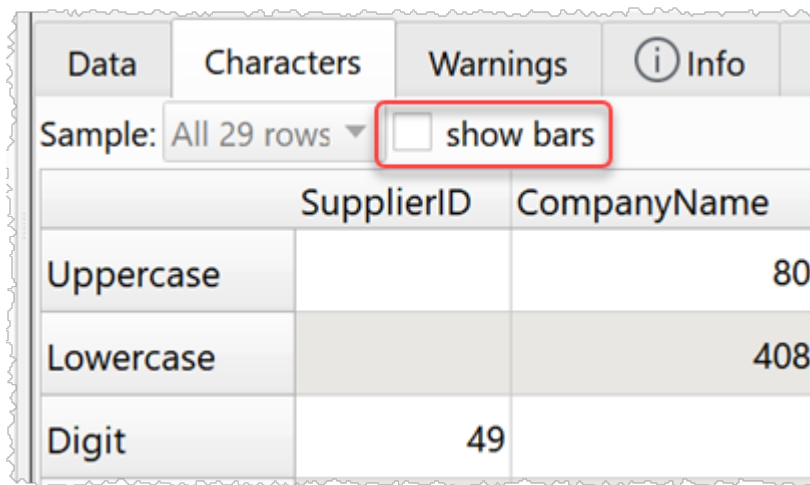 Data Characters Warnings i Info
Sample: All 29 rows show bars
SupplierID CompanyName
Uppercase 80
Lowercase 408
Digit 49